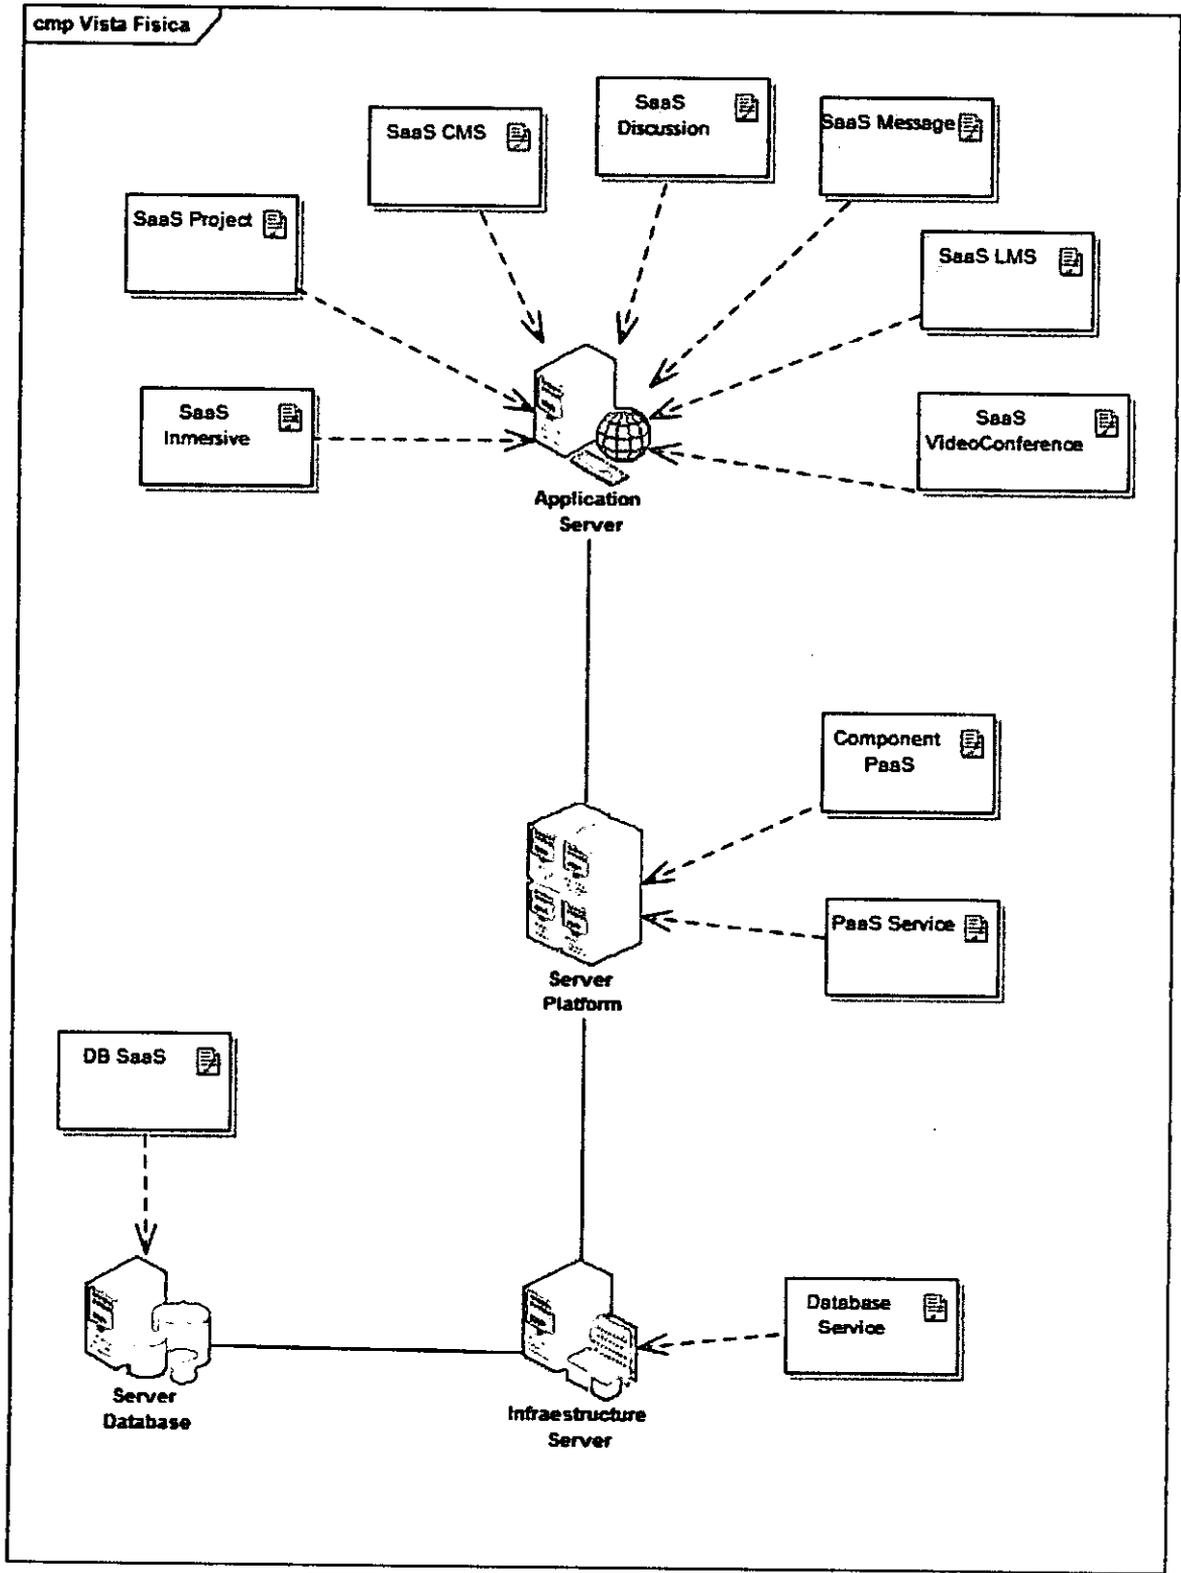 cmp Vista Fisica
SaaS
Discussion
SaaS CMS
SaaS Message
SaaS Project
SaaS LMS
SaaS
Inmersive
SaaS
VideoConference
Application
Server
Component
PaaS
PaaS Service
Server
Platform
DB SaaS
Database
Service
Server
Database
Infraestructure
Server